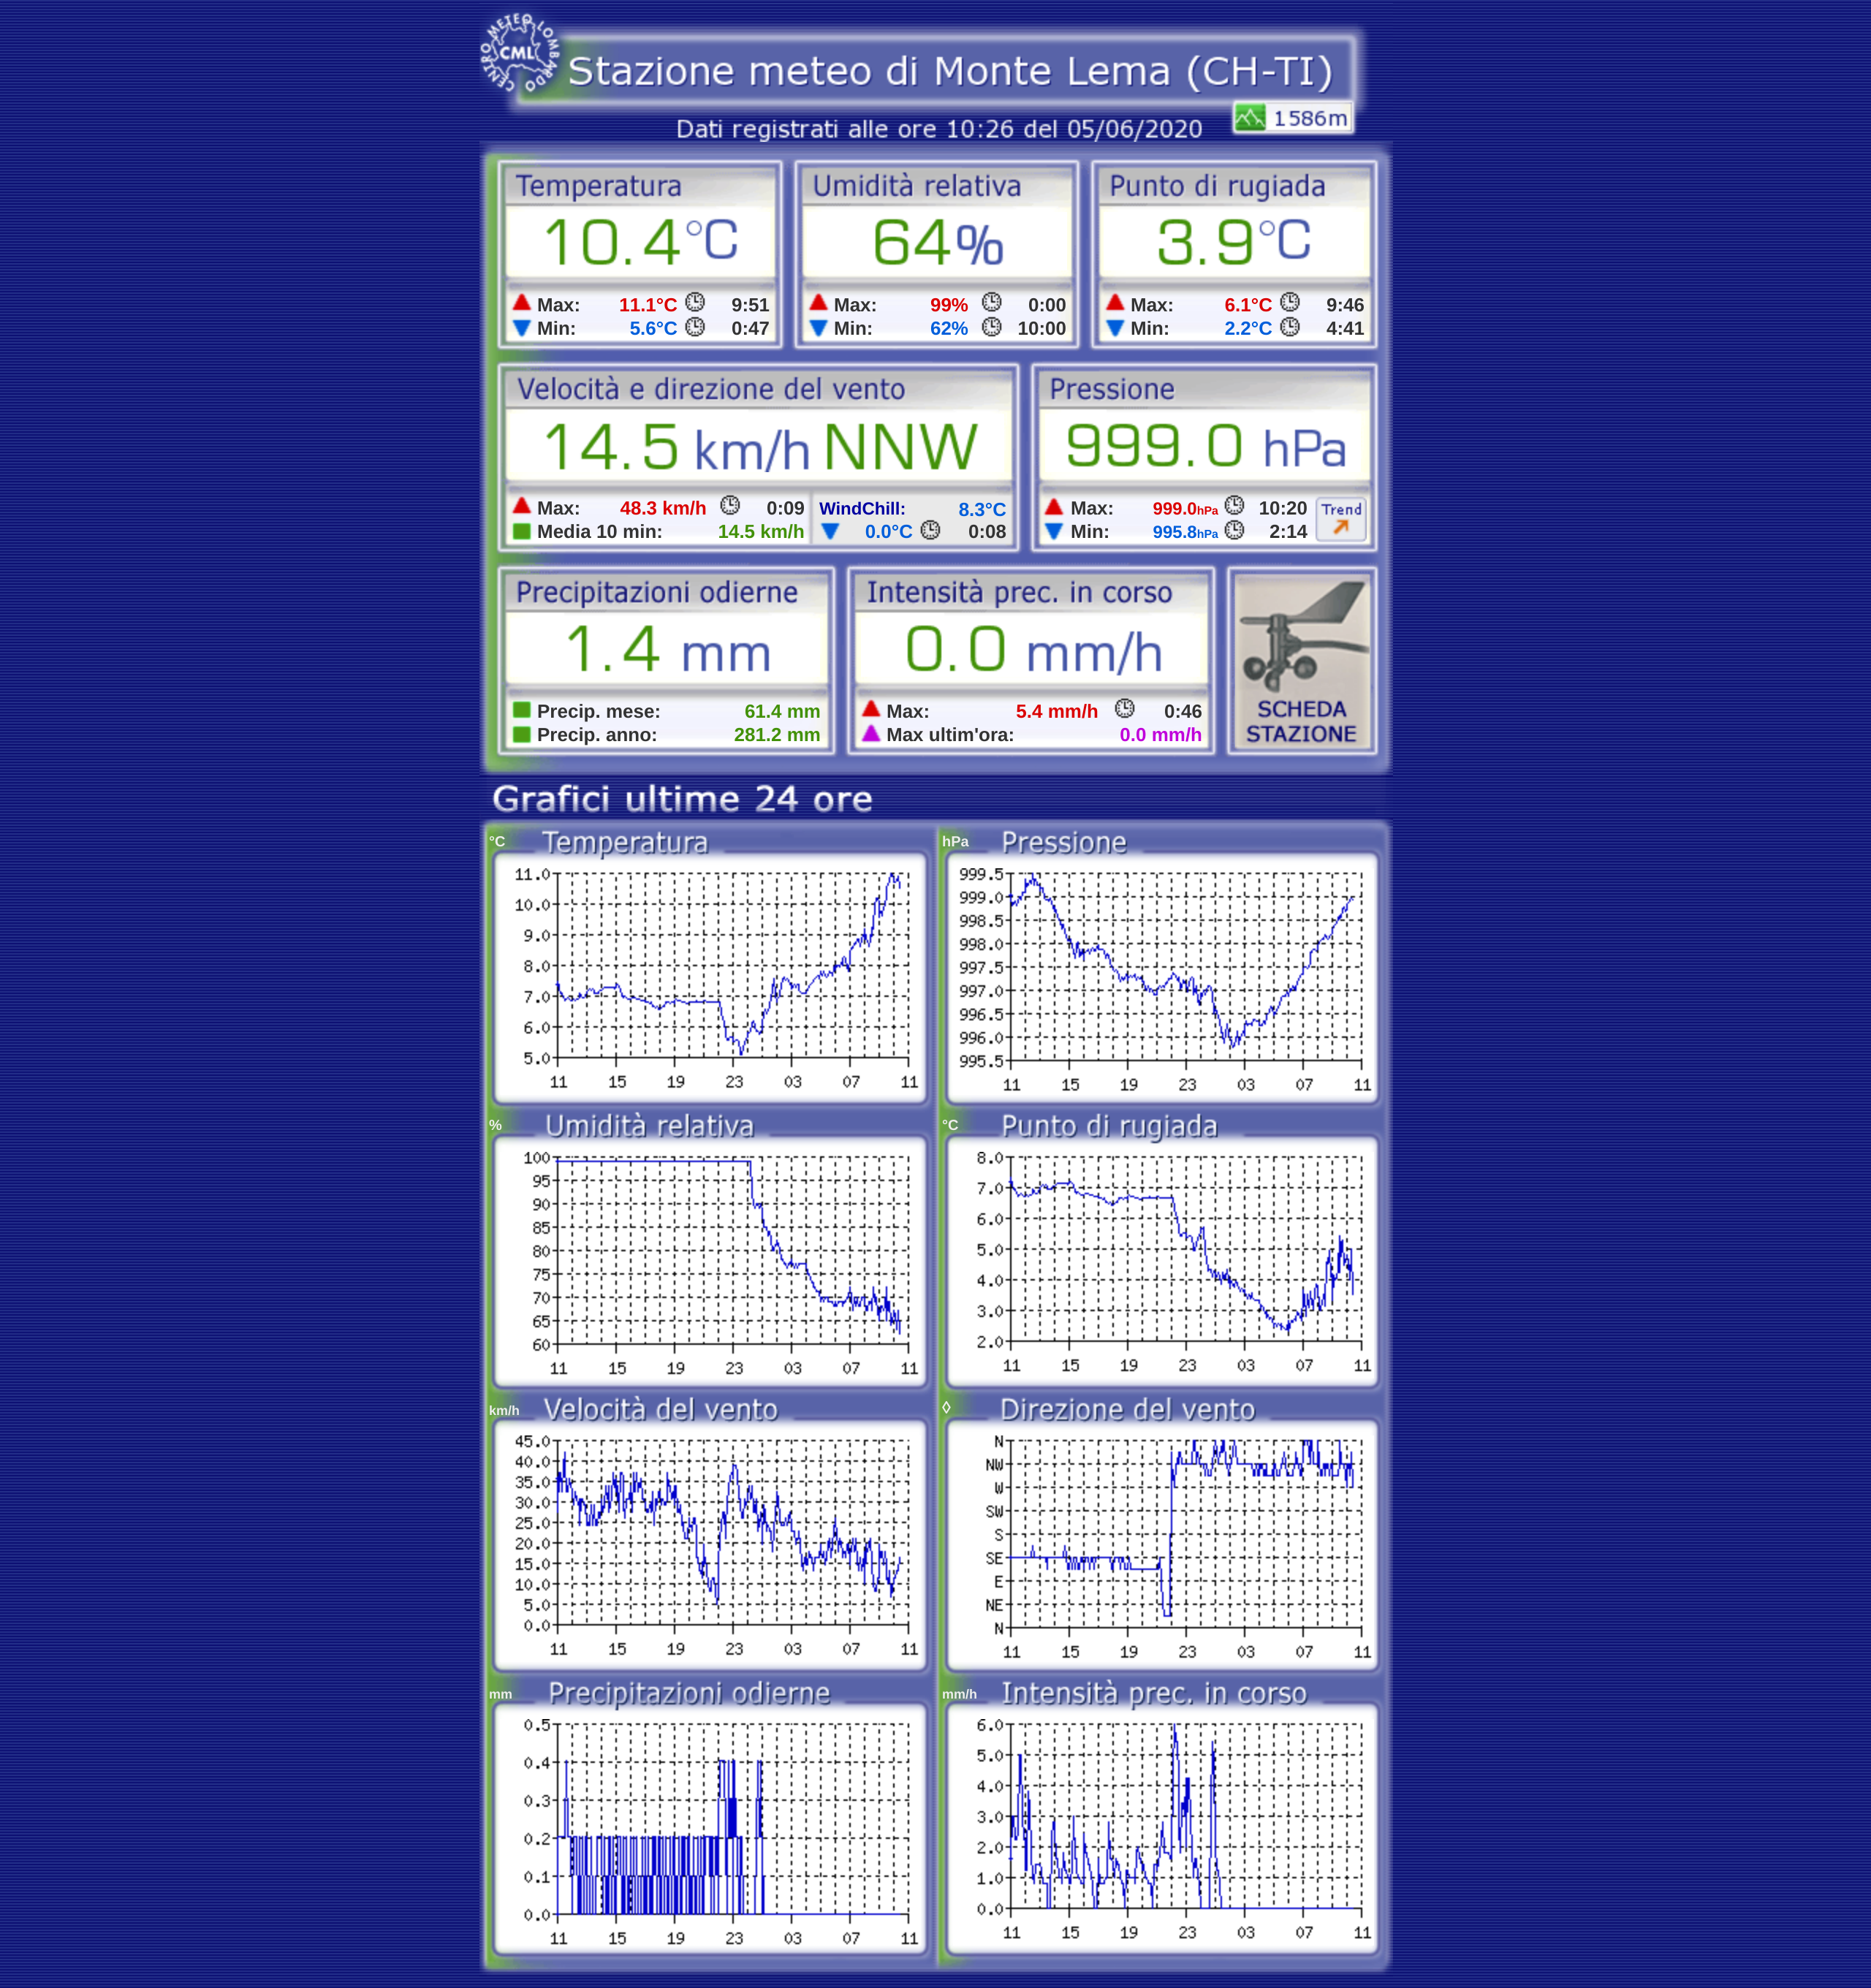 CENTRO METEO LOMBARDO
CML
Stazione meteo di Monte Lema (CH-TI)
1586m
Dati registrati alle ore 10:26 del 05/06/2020
Temperatura Umidità relativa Punto di rugiada
10.4°C 64% 3.9°C
Max: 11.1°C 9:51 Max: 99% 0:00 Max: 6.1°C 9:46
Min: 5.6°C 0:47 Min: 62% 10:00 Min: 2.2°C 4:41
Velocità e direzione del vento Pressione
14.5 km/h NNW 999.0 hPa
Max: 48.3 km/h 0:09 WindChill: 8.3°C Max: 999.0hPa 10:20 Trend
Media 10 min: 14.5 km/h 0.0°C 0:08 Min: 995.8hPa 2:14
Precipitazioni odierne Intensità prec. in corso
1.4 mm 0.0 mm/h
Precip. mese: 61.4 mm Max: 5.4 mm/h 0:46 SCHEDA
Precip. anno: 281.2 mm Max ultim'ora: 0.0 mm/h STAZIONE
Grafici ultime 24 ore
°C Temperatura
11.0
10.0
9.0
8.0
7.0
6.0
5.0
11 15 19 23 03 07 11
hPa Pressione
999.5
999.0
998.5
998.0
997.5
997.0
996.5
996.0
995.5
11 15 19 23 03 07 11
% Umidità relativa
100
95
90
85
80
75
70
65
60
11 15 19 23 03 07 11
°C Punto di rugiada
8.0
7.0
6.0
5.0
4.0
3.0
2.0
11 15 19 23 03 07 11
km/h Velocità del vento
45.0
40.0
35.0
30.0
25.0
20.0
15.0
10.0
5.0
0.0
11 15 19 23 03 07 11
◊ Direzione del vento
N
NW
W
SW
S
SE
E
NE
N
11 15 19 23 03 07 11
mm Precipitazioni odierne
0.5
0.4
0.3
0.2
0.1
0.0
11 15 19 23 03 07 11
mm/h Intensità prec. in corso
6.0
5.0
4.0
3.0
2.0
1.0
0.0
11 15 19 23 03 07 11